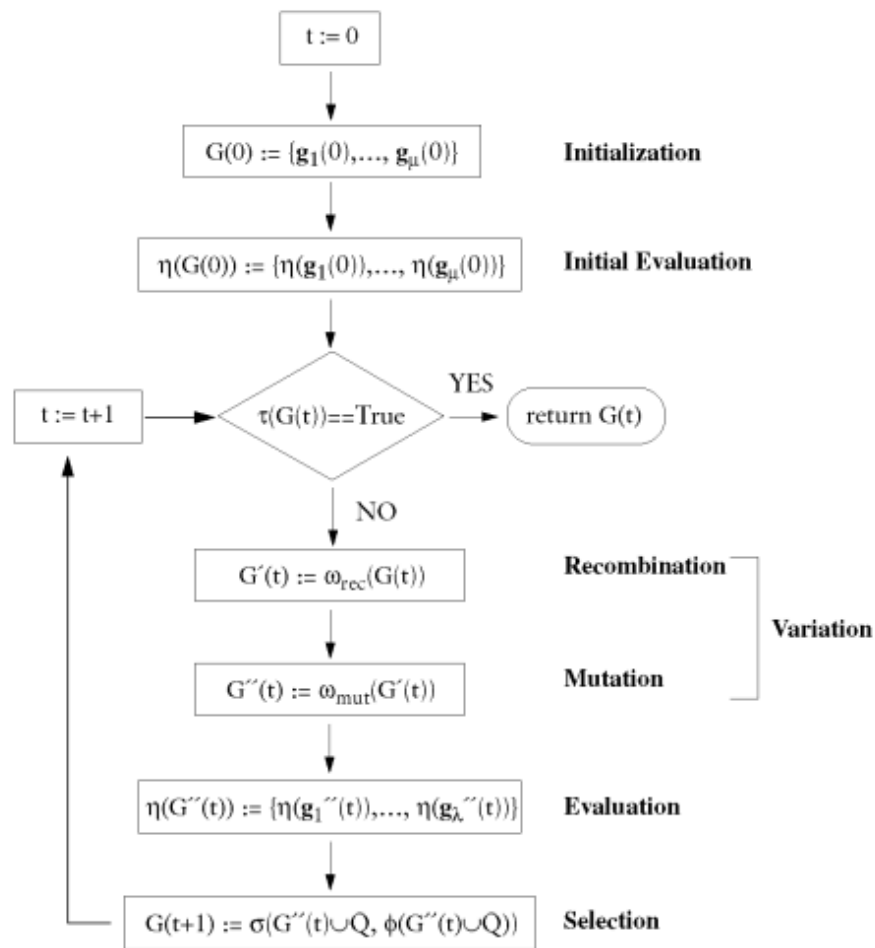 t := 0
G(0) := {g₁(0),..., g_μ(0)}
Initialization
η(G(0)) := {η(g₁(0)),..., η(g_μ(0))}
Initial Evaluation
t := t+1
τ(G(t))==True
YES
return G(t)
NO
G´(t) := ω_rec(G(t))
Recombination
Variation
G´´(t) := ω_mut(G´(t))
Mutation
η(G´´(t)) := {η(g₁´´(t)),..., η(g_λ´´(t))}
Evaluation
G(t+1) := σ(G´´(t)∪Q, ϕ(G´´(t)∪Q))
Selection